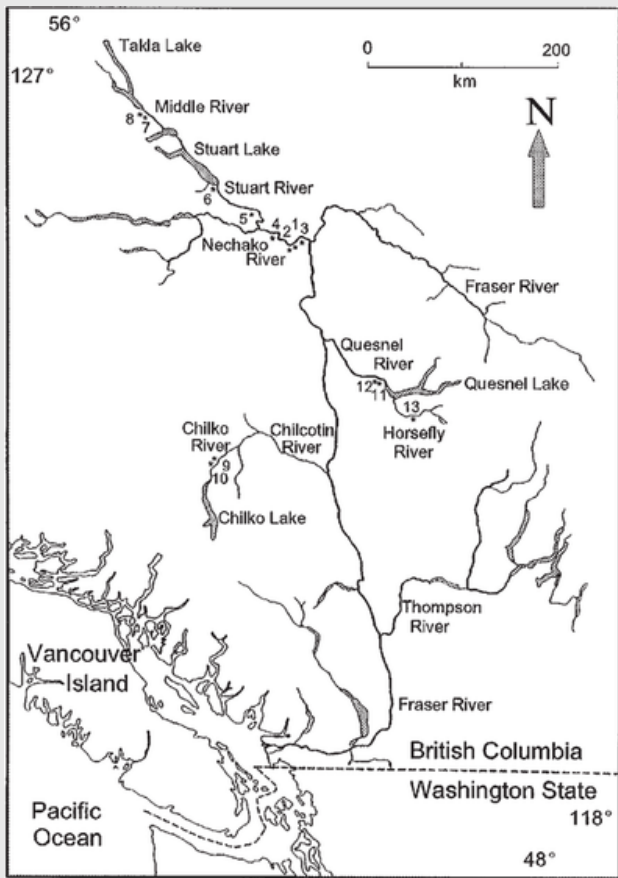 56°
Takla Lake
0 200
127°
km
Middle River
8 7
N
Stuart Lake
Stuart River
6
5
4 2 1 3
Nechako
River
Fraser River
Quesnel
River
Quesnel Lake
12 11
13
Horsefly
River
Chilko
River
Chilcotin
River
9
10
Chilko Lake
Thompson
River
Vancouver
Island
Fraser River
British Columbia
Washington State
Pacific
Ocean
118°
48°